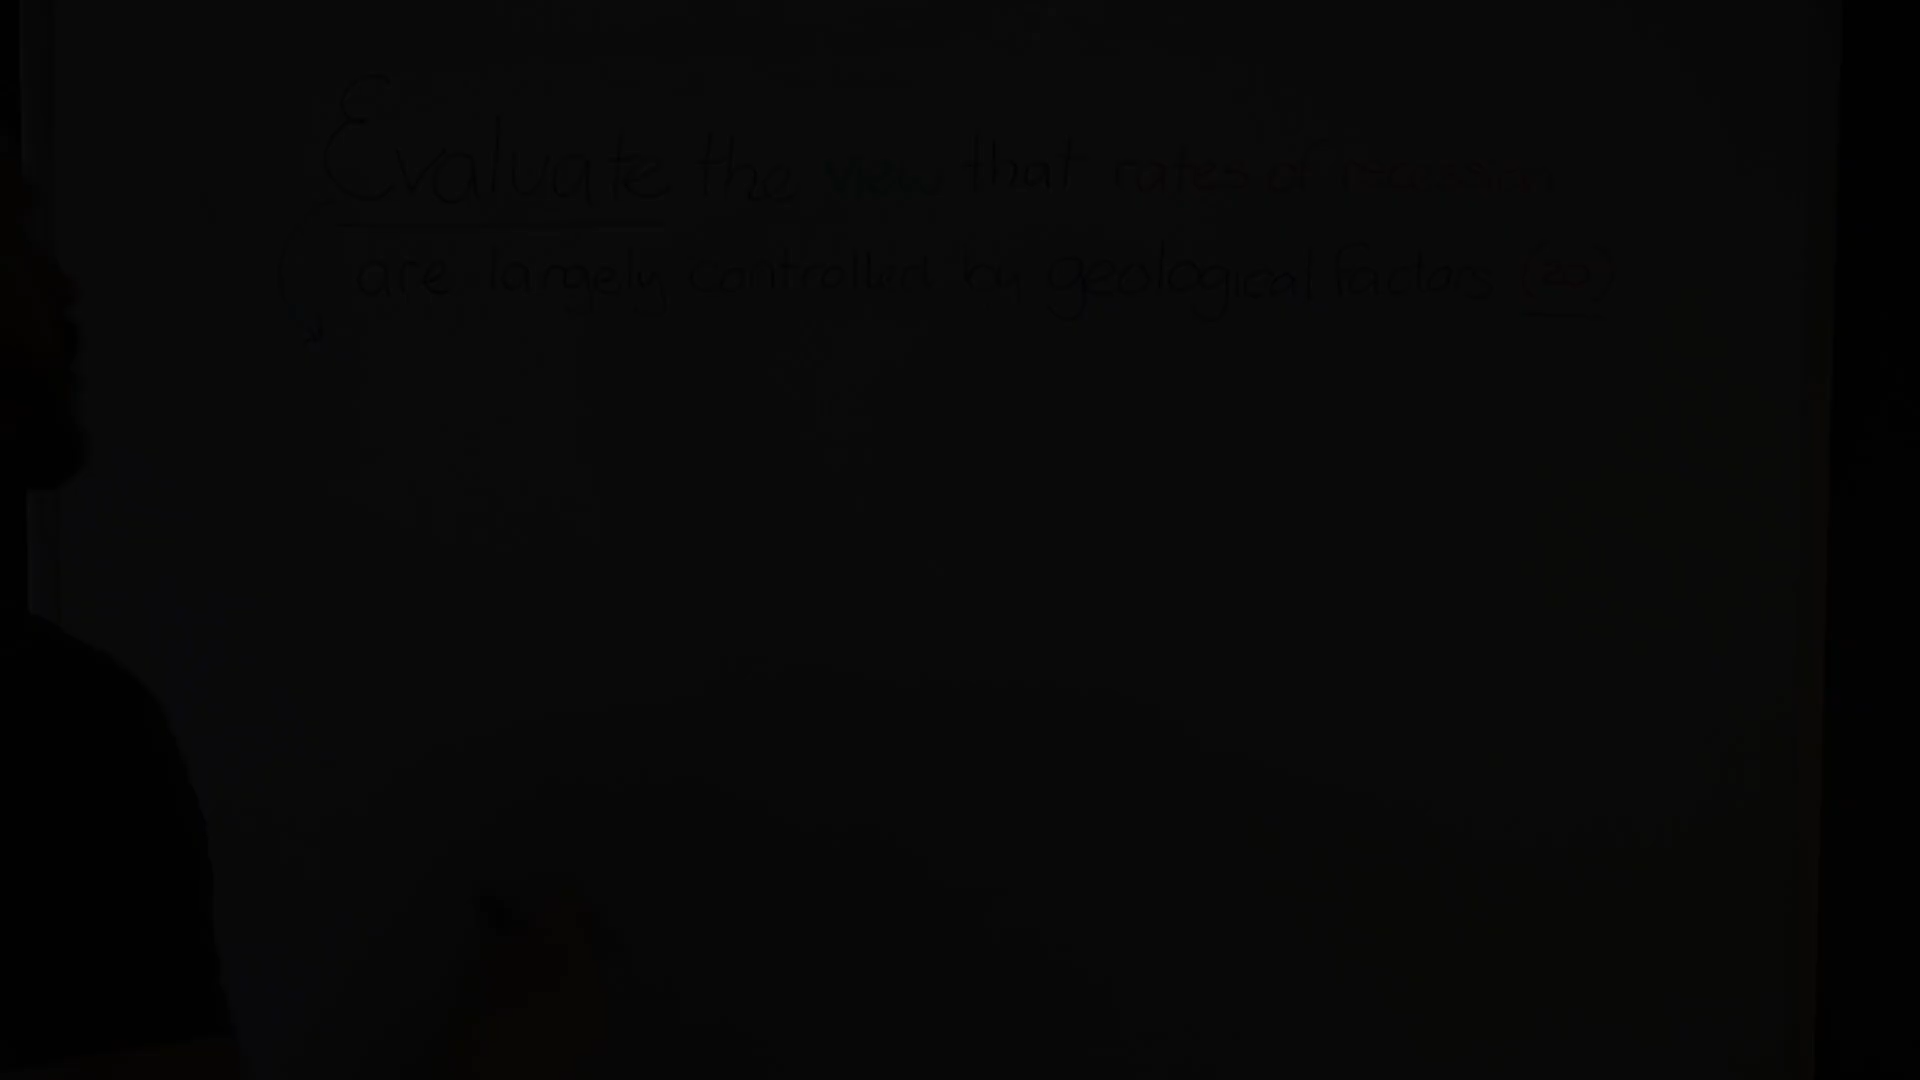 Evaluate the view that rates of recession
are largely controlled by geological factors (20)